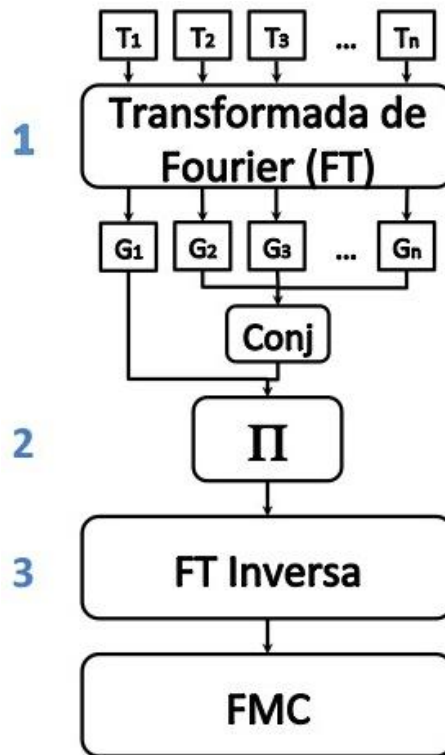 T1 T2 T3 ... Tn
1
Transformada de
Fourier (FT)
G1 G2 G3 ... Gn
Conj
2
Π
3
FT Inversa
FMC